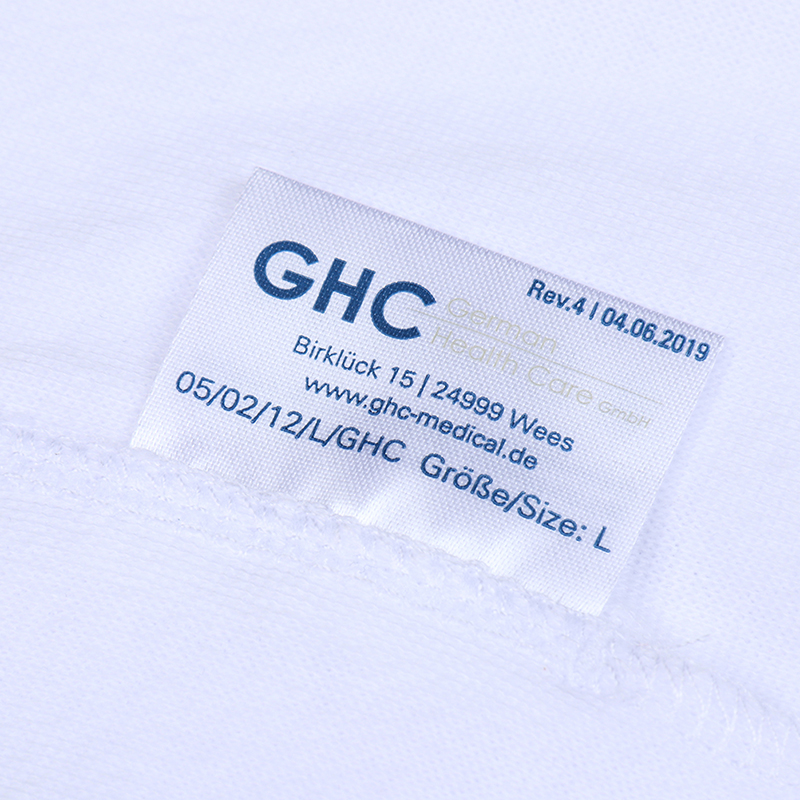 Rev.4 | 04.06.2019
GHC German
Health Care GmbH
Birklück 15 | 24999 Wees
www.ghc-medical.de
05/02/12/L/GHC Größe/Size: L